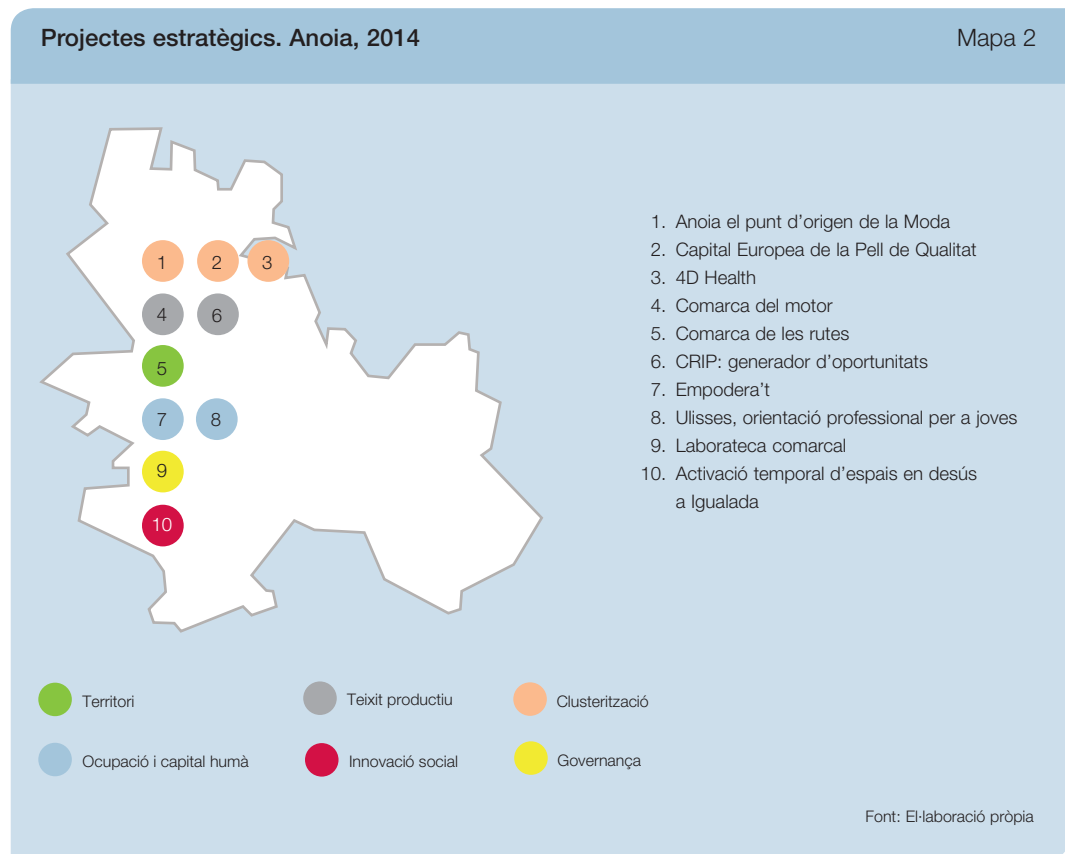 Projectes estratègics. Anoia, 2014
Mapa 2
1
2
3
4
6
5
7
8
9
10
1. Anoia el punt d’origen de la Moda
2. Capital Europea de la Pell de Qualitat
3. 4D Health
4. Comarca del motor
5. Comarca de les rutes
6. CRIP: generador d’oportunitats
7. Empodera’t
8. Ulisses, orientació professional per a joves
9. Laborateca comarcal
10. Activació temporal d’espais en desús
a Igualada
Territori
Teixit productiu
Clusterització
Ocupació i capital humà
Innovació social
Governança
Font: El·laboració pròpia